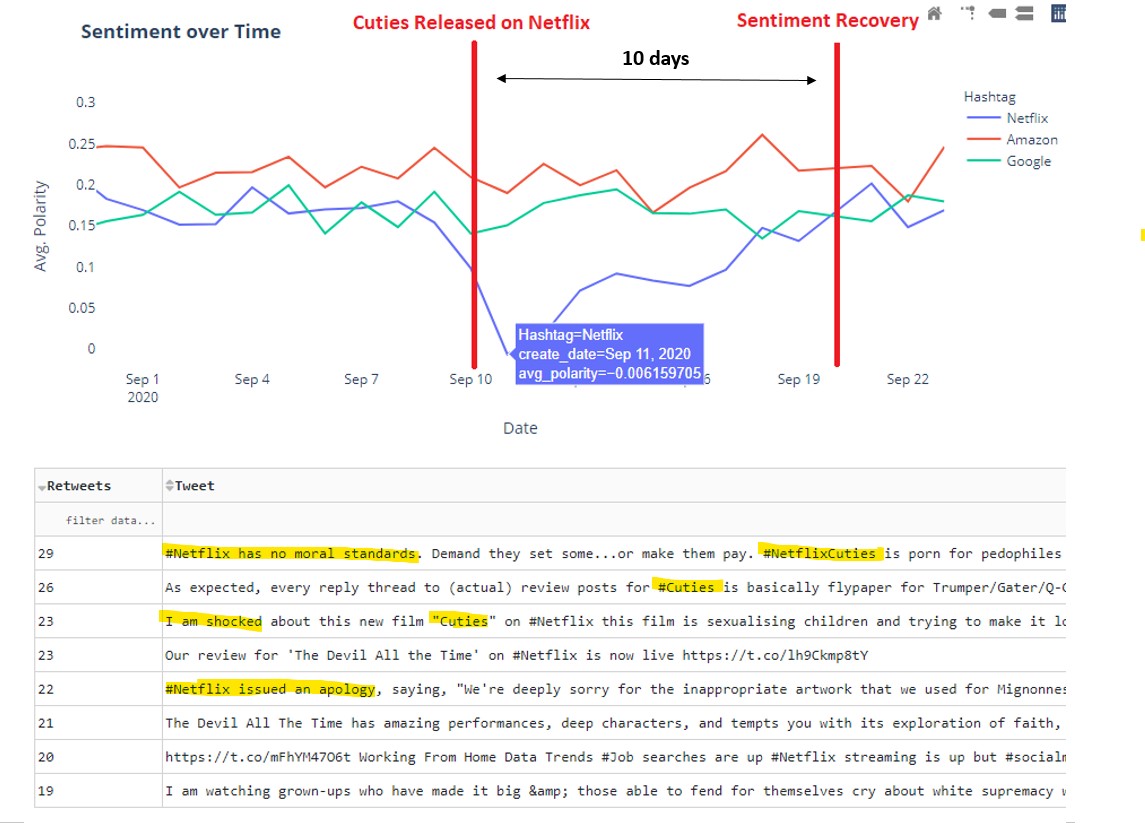 Cuties Released on Netflix
Sentiment Recovery
Sentiment over Time
10 days
Hashtag
Netflix
Amazon
Google
0.3
0.25
0.2
0.15
0.1
0.05
0
Avg. Polarity
Hashtag=Netflix
create_date=Sep 11, 2020
avg_polarity=−0.006159705
Sep 1
2020
Sep 4
Sep 7
Sep 10
6
Sep 19
Sep 22
Date
Retweets
Tweet
filter data...
29 #Netflix has no moral standards. Demand they set some...or make them pay. #NetflixCuties is porn for pedophiles
26 As expected, every reply thread to (actual) review posts for #Cuties is basically flypaper for Trumper/Gater/Q-
23 I am shocked about this new film "Cuties" on #Netflix this film is sexualising children and trying to make it
23 Our review for 'The Devil All the Time' on #Netflix is now live https://t.co/lh9Ckmp8tY
22 #Netflix issued an apology, saying, "We're deeply sorry for the inappropriate artwork that we used for Mignonnes
21 The Devil All The Time has amazing performances, deep characters, and tempts you with its exploration of faith,
20 https://t.co/mFhYM47O6t Working From Home Data Trends #Job searches are up #Netflix streaming is up but
19 I am watching grown-ups who have made it big &amp; those able to fend for themselves cry about white supremacy